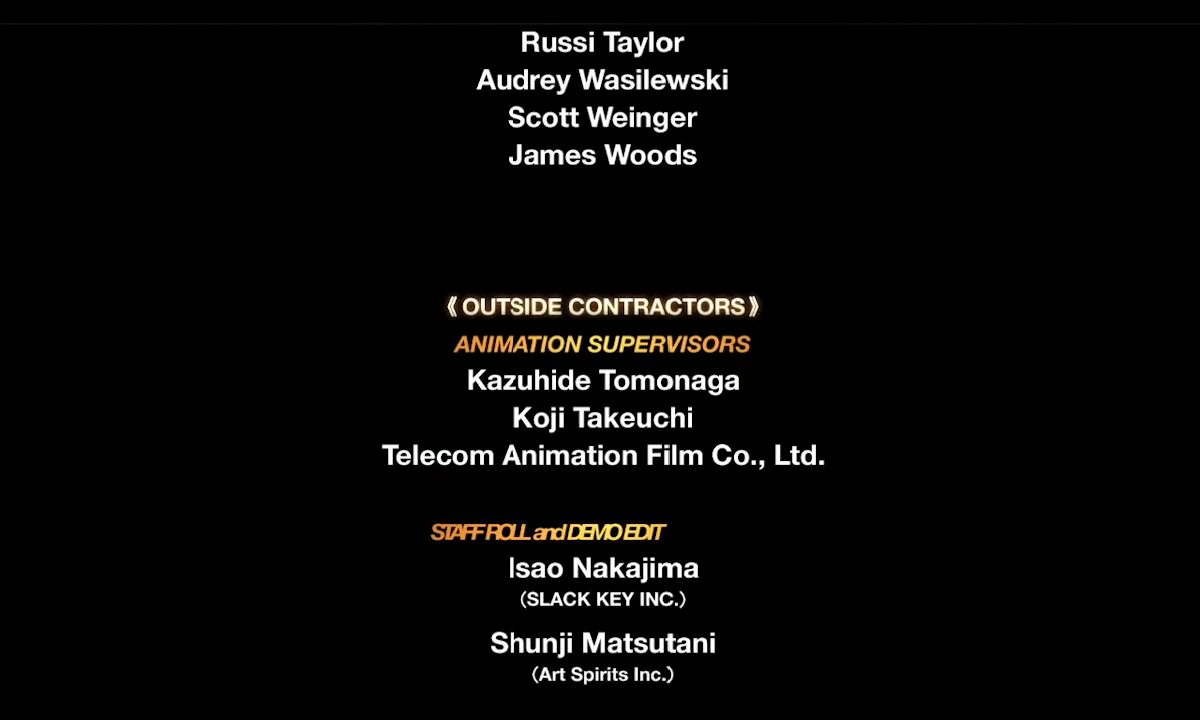 Russi Taylor
Audrey Wasilewski
Scott Weinger
James Woods
《OUTSIDE CONTRACTORS》
ANIMATION SUPERVISORS
Kazuhide Tomonaga
Koji Takeuchi
Telecom Animation Film Co., Ltd.
STAFF ROLL and DEMO EDIT
Isao Nakajima
(SLACK KEY INC.)
Shunji Matsutani
(Art Spirits Inc.)